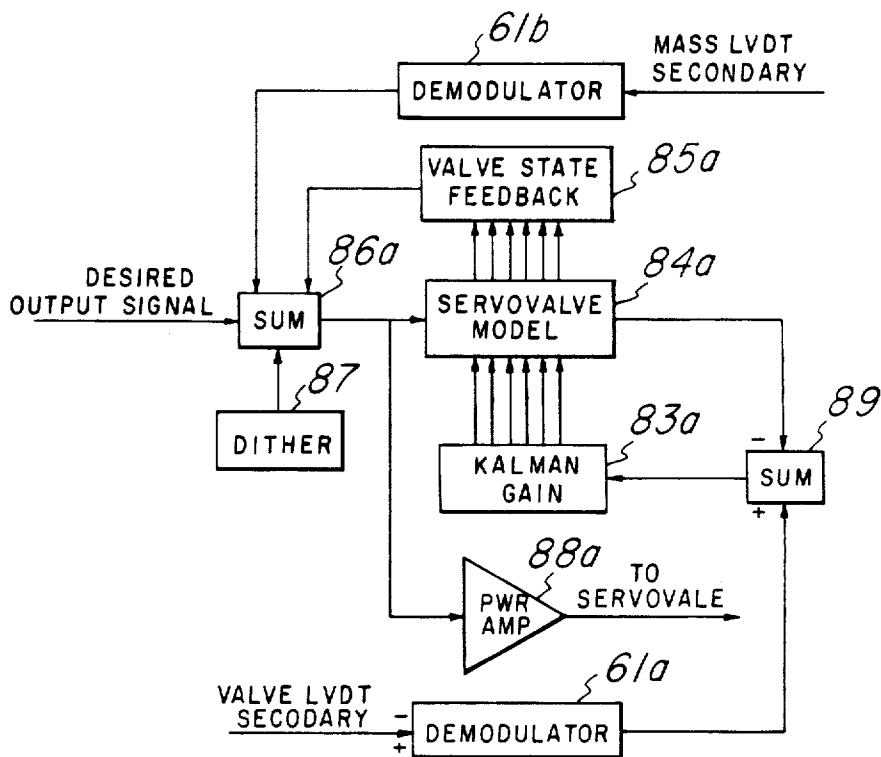 61b
MASS LVDT
SECONDARY
DEMODULATOR
VALVE STATE
FEEDBACK
85a
86a
DESIRED
OUTPUT SIGNAL
SUM
84a
SERVOVALVE
MODEL
87
DITHER
83a
KALMAN
GAIN
89
-
SUM
+
88a
PWR
AMP
TO
SERVOVALE
61a
VALVE LVDT
SECODARY
-
+
DEMODULATOR